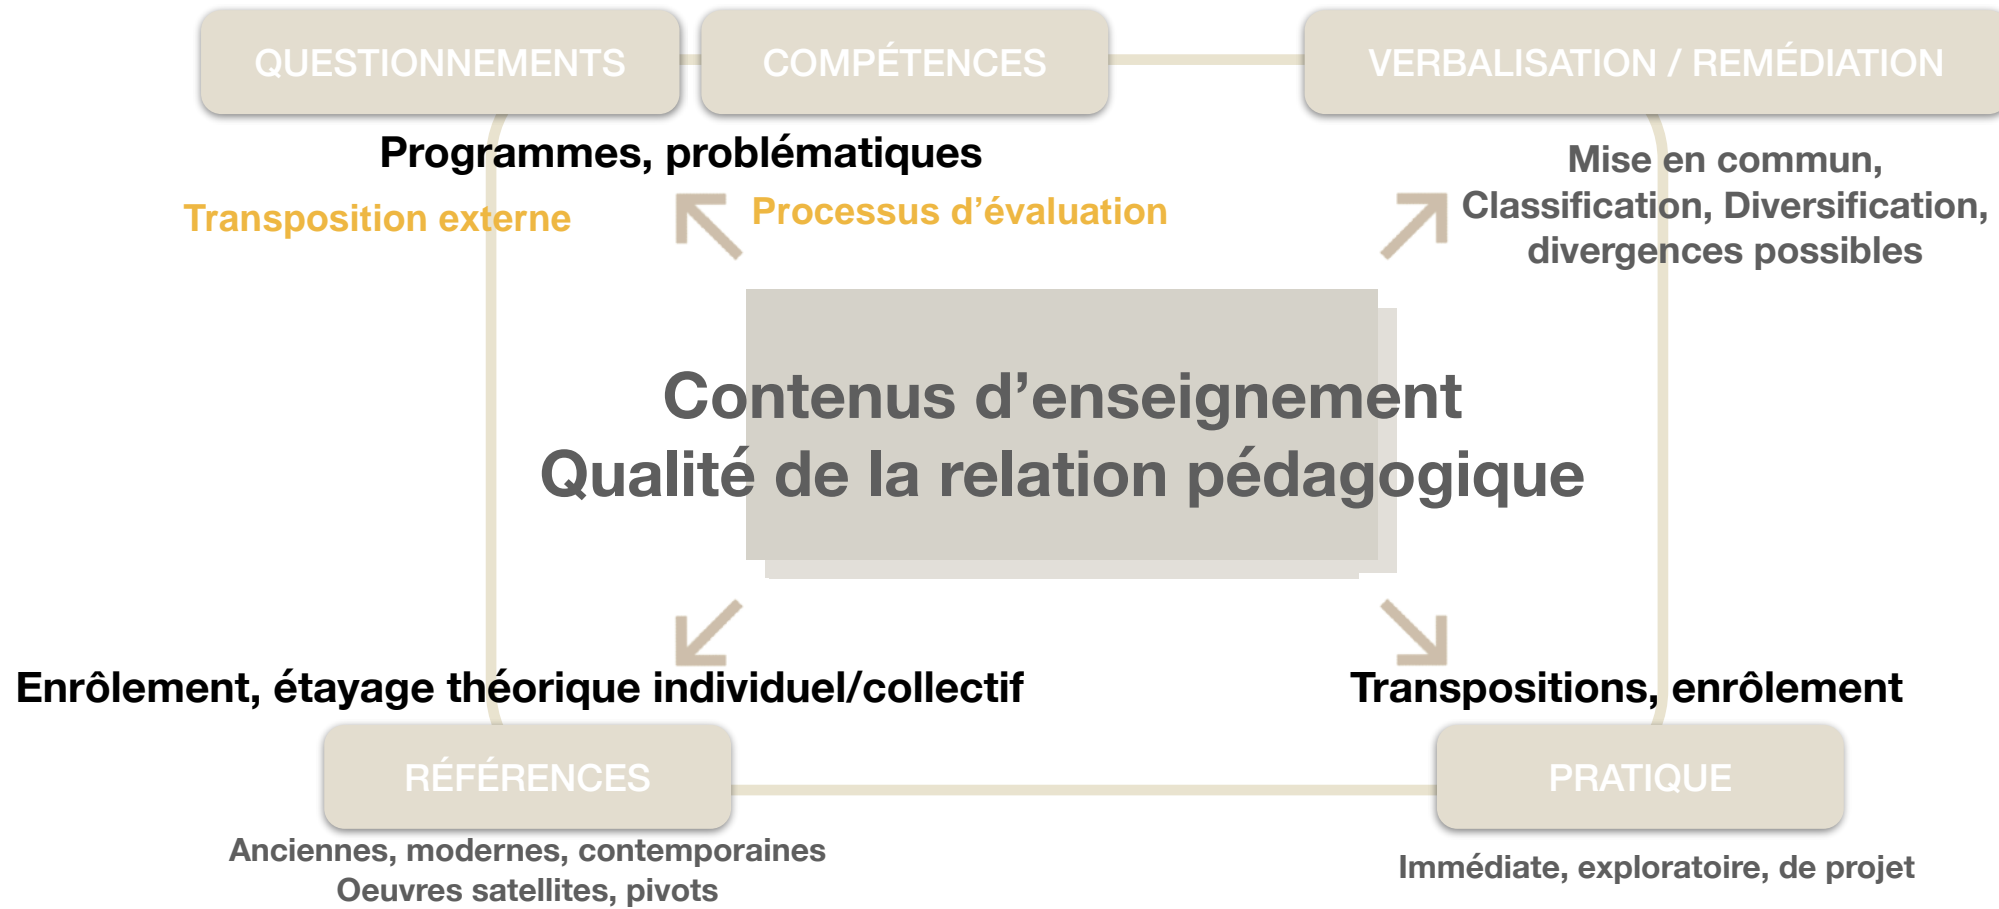 QUESTIONNEMENTS
COMPÉTENCES
VERBALISATION / REMÉDIATION
Programmes, problématiques
Transposition externe
Processus d’évaluation
Mise en commun,
Classification, Diversification,
divergences possibles
Contenus d’enseignement
Qualité de la relation pédagogique
Enrôlement, étayage théorique individuel/collectif
Transpositions, enrôlement
RÉFÉRENCES
PRATIQUE
Anciennes, modernes, contemporaines
Oeuvres satellites, pivots
Immédiate, exploratoire, de projet